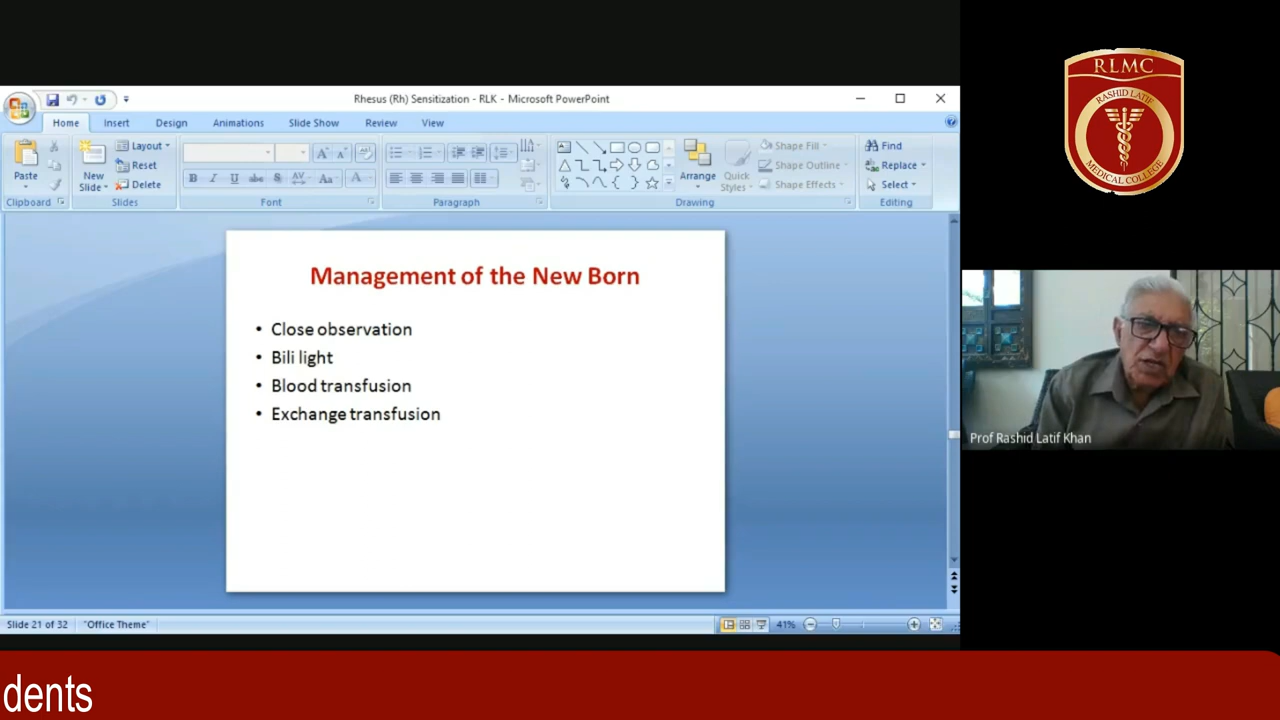 RLMC
RASHID LATIF
MEDICAL COLLEGE
Rhesus (Rh) Sensitization - RLK - Microsoft PowerPoint
Home Insert Design Animations Slide Show Review View
Paste
Clipboard
New Slide
Layout
Reset
Delete
Slides
B I U abc S AV Aa A
Font
Paragraph
Arrange
Quick Styles
Shape Fill
Shape Outline
Shape Effects
Drawing
Find
Replace
Select
Editing
Management of the New Born
• Close observation
• Bili light
• Blood transfusion
• Exchange transfusion
Prof Rashid Latif Khan
Slide 21 of 32 "Office Theme" 41%
dents